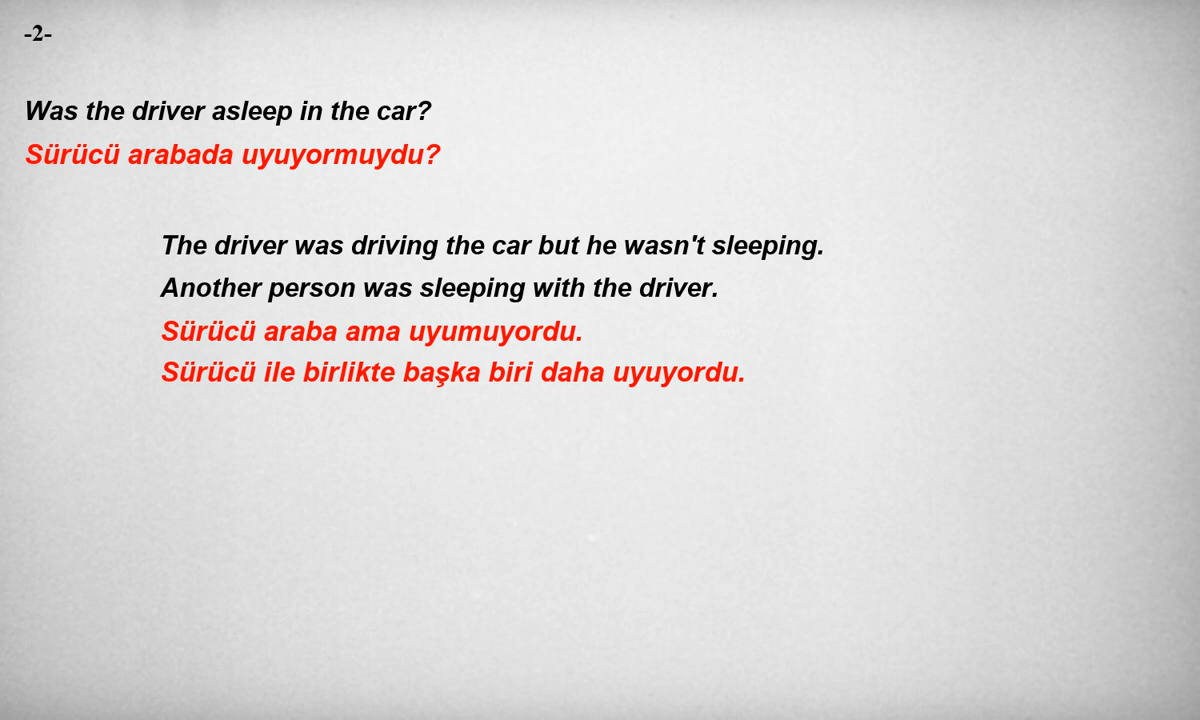 -2-
Was the driver asleep in the car?
Sürücü arabada uyuyormuydu?
The driver was driving the car but he wasn't sleeping.
Another person was sleeping with the driver.
Sürücü araba ama uyumuyordu.
Sürücü ile birlikte başka biri daha uyuyordu.